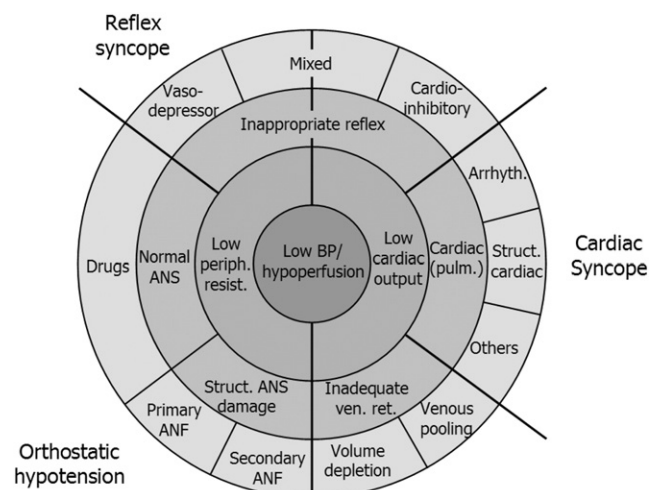 Reflex
syncope
Mixed
Vaso-
depressor
Cardio-
inhibitory
Inappropriate reflex
Arrhyth.
Drugs
Normal
ANS
Low
periph.
resist.
Low BP/
hypoperfusion
Low
cardiac
output
Cardiac
(pulm.)
Struct.
cardiac
Cardiac
Syncope
Others
Struct. ANS
damage
Inadequate
ven. ret.
Primary
ANF
Venous
pooling
Secondary
ANF
Volume
depletion
Orthostatic
hypotension